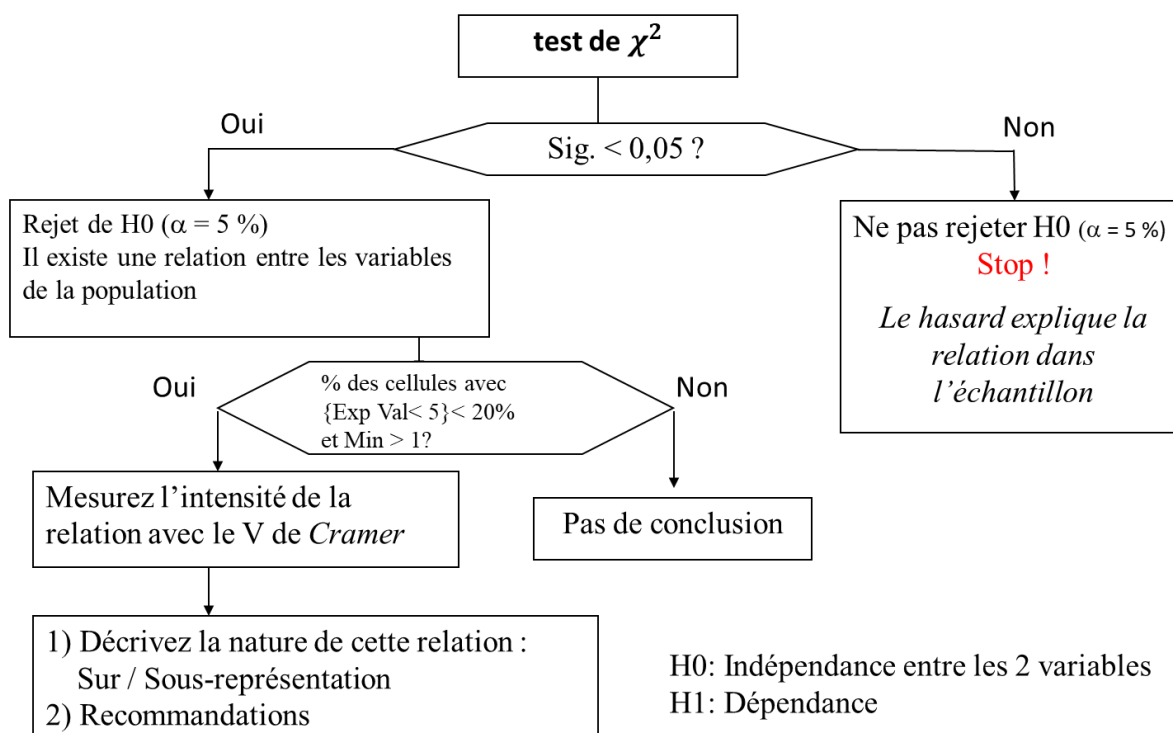 test de χ²
Oui
Sig. < 0,05 ?
Non
Rejet de H0 (α = 5 %)
Il existe une relation entre les variables
de la population
Ne pas rejeter H0 (α = 5 %)
Stop !
Le hasard explique la
relation dans
l’échantillon
Oui
% des cellules avec
{Exp Val< 5}< 20%
et Min > 1?
Non
Mesurez l’intensité de la
relation avec le V de Cramer
Pas de conclusion
1) Décrivez la nature de cette relation :
Sur / Sous-représentation
2) Recommandations
H0: Indépendance entre les 2 variables
H1: Dépendance